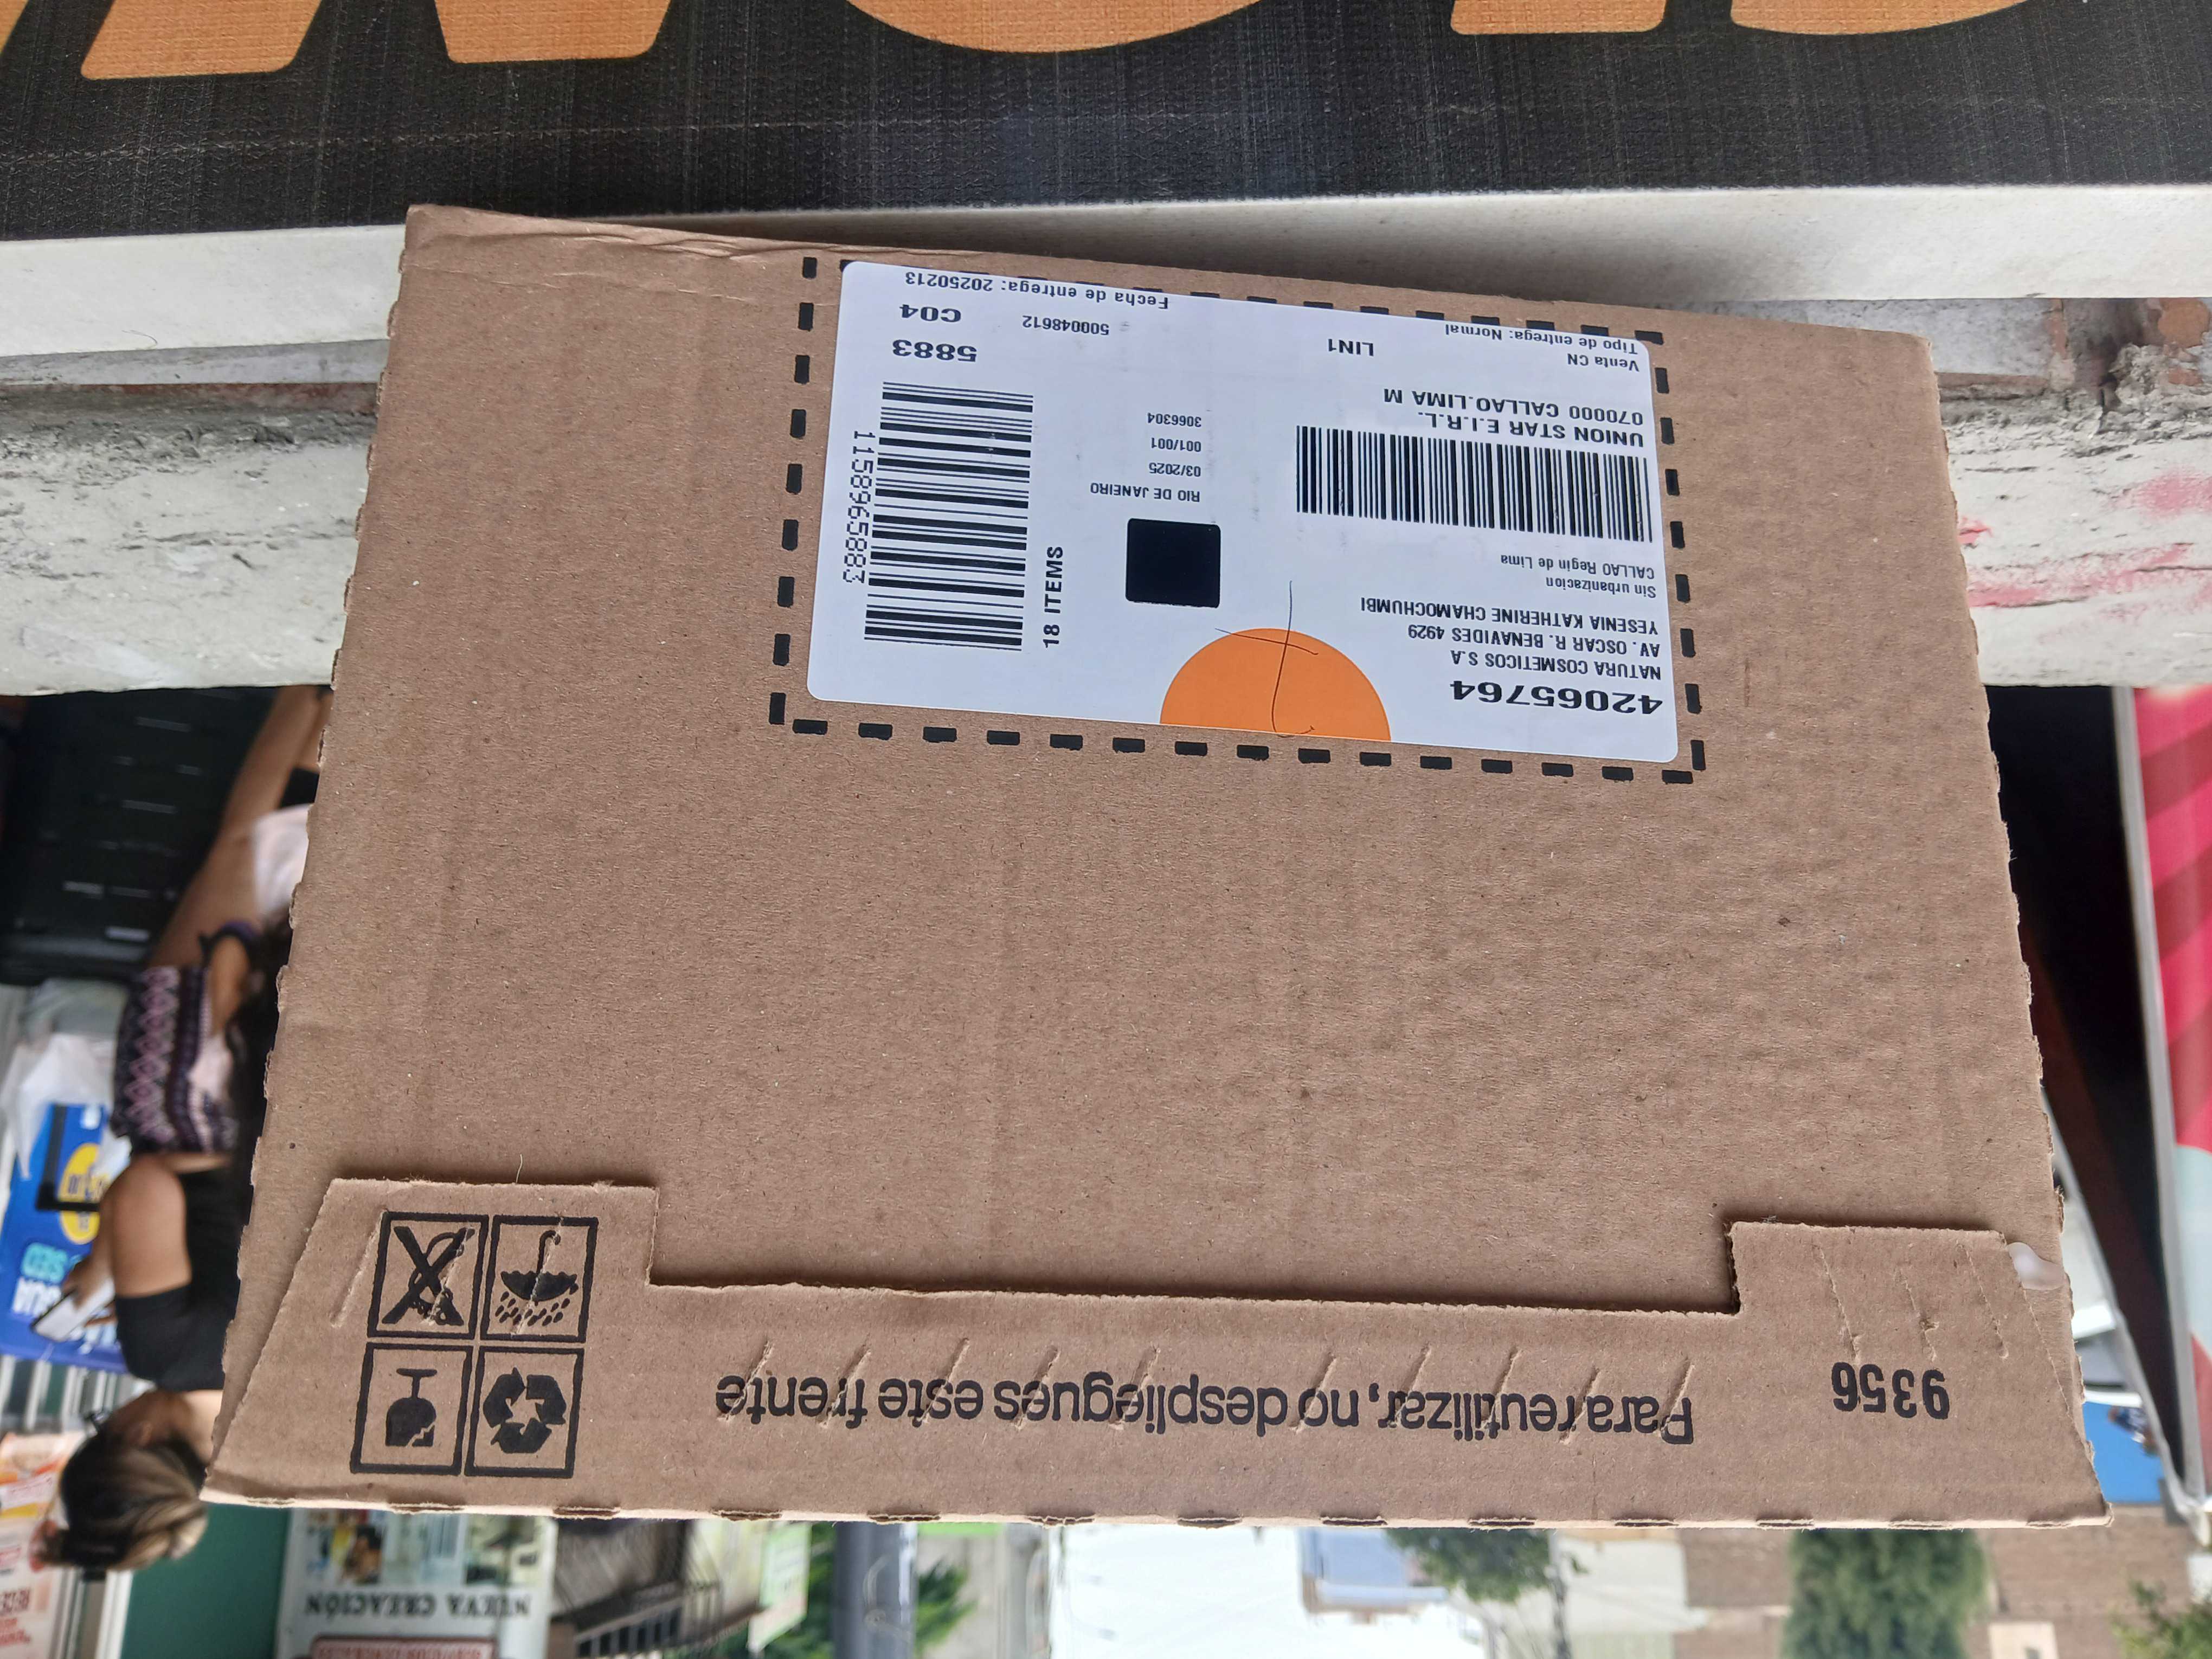 42065764
NATURA COSMETICOS S.A
AV. OSCAR R. BENAVIDES 4929
YESENIA KATHERINE CHAMOCHUMBI
Sin urbanizacion
CALLAO Regin de Lima
UNION STAR E.I.R.L.
070000 CALLAO.LIMA M
Venta CN
Tipo de entrega: Normal
LIN1
RIO DE JANEIRO
03/2025
001/001
3066304
18 ITEMS
1158965883
5883
500048612
C04
Fecha de entrega: 20250213
9356
Para reutilizar, no despliegues este frente
NUEVA CREACIÓN